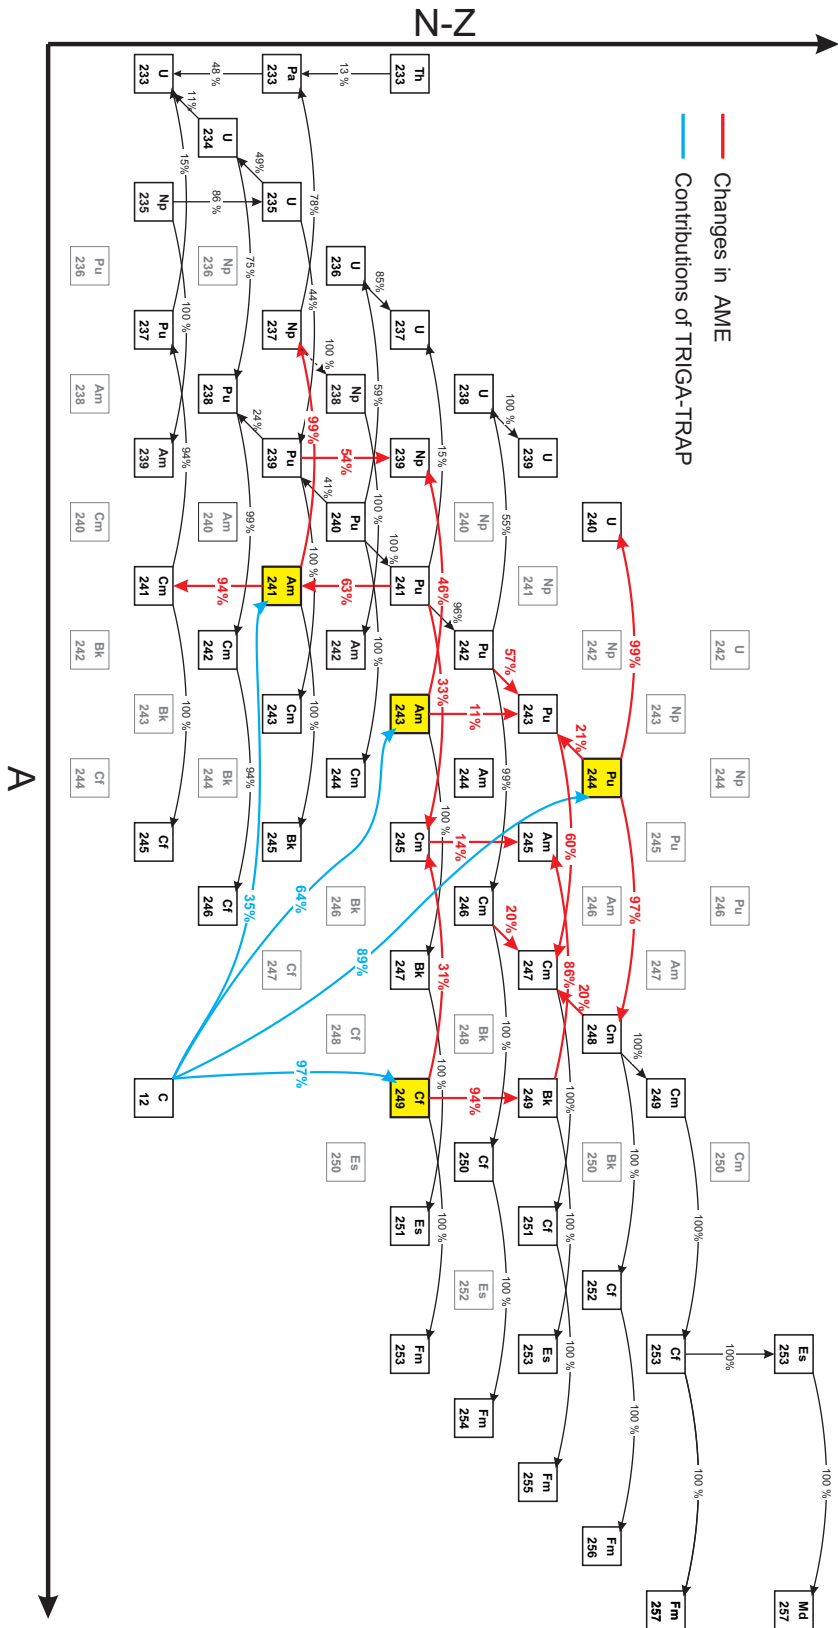 N-Z
A
Changes in AME
Contributions of TRIGA-TRAP
U 233
Pa 233
Th 233
48 %
13 %
11%
U 234
15%
49%
Np 235
86 %
U 235
78%
75%
44%
Pu 236
Np 236
U 236
85%
100 %
Pu 237
Np 237
U 237
100 %
59%
Am 238
Pu 238
Np 238
U 238
100 %
24%
99%
94%
Am 239
Pu 239
54%
Np 239
15%
U 239
41%
100 %
55%
Cm 240
Am 240
Pu 240
Np 240
U 240
99%
100 %
100 %
46%
Cm 241
94%
Am 241
63%
Pu 241
96%
Np 241
100 %
Bk 242
Cm 242
Am 242
Pu 242
Np 242
U 242
57%
99%
33%
100 %
100 %
Bk 243
Cm 243
Am 243
11%
Pu 243
Np 243
21%
99%
94%
Cf 244
Bk 244
Cm 244
Am 244
Pu 244
Np 244
100 %
60%
Cf 245
Bk 245
Cm 245
14%
Am 245
Pu 245
35%
64%
97%
Cf 246
Bk 246
Cm 246
Am 246
Pu 246
20%
89%
31%
86%
Cf 247
Bk 247
Cm 247
Am 247
20%
Cf 248
Bk 248
Cm 248
100 %
100%
97%
100 %
100%
C 12
Cf 249
94%
Bk 249
Cm 249
Es 250
Cf 250
Bk 250
Cm 250
100 %
100 %
100 %
100%
Es 251
Cf 251
Es 252
Cf 252
100 %
100 %
Fm 253
Es 253
Cf 253
100%
Es 253
Fm 254
100 %
100 %
100 %
Fm 255
Fm 256
Fm 257
Md 257